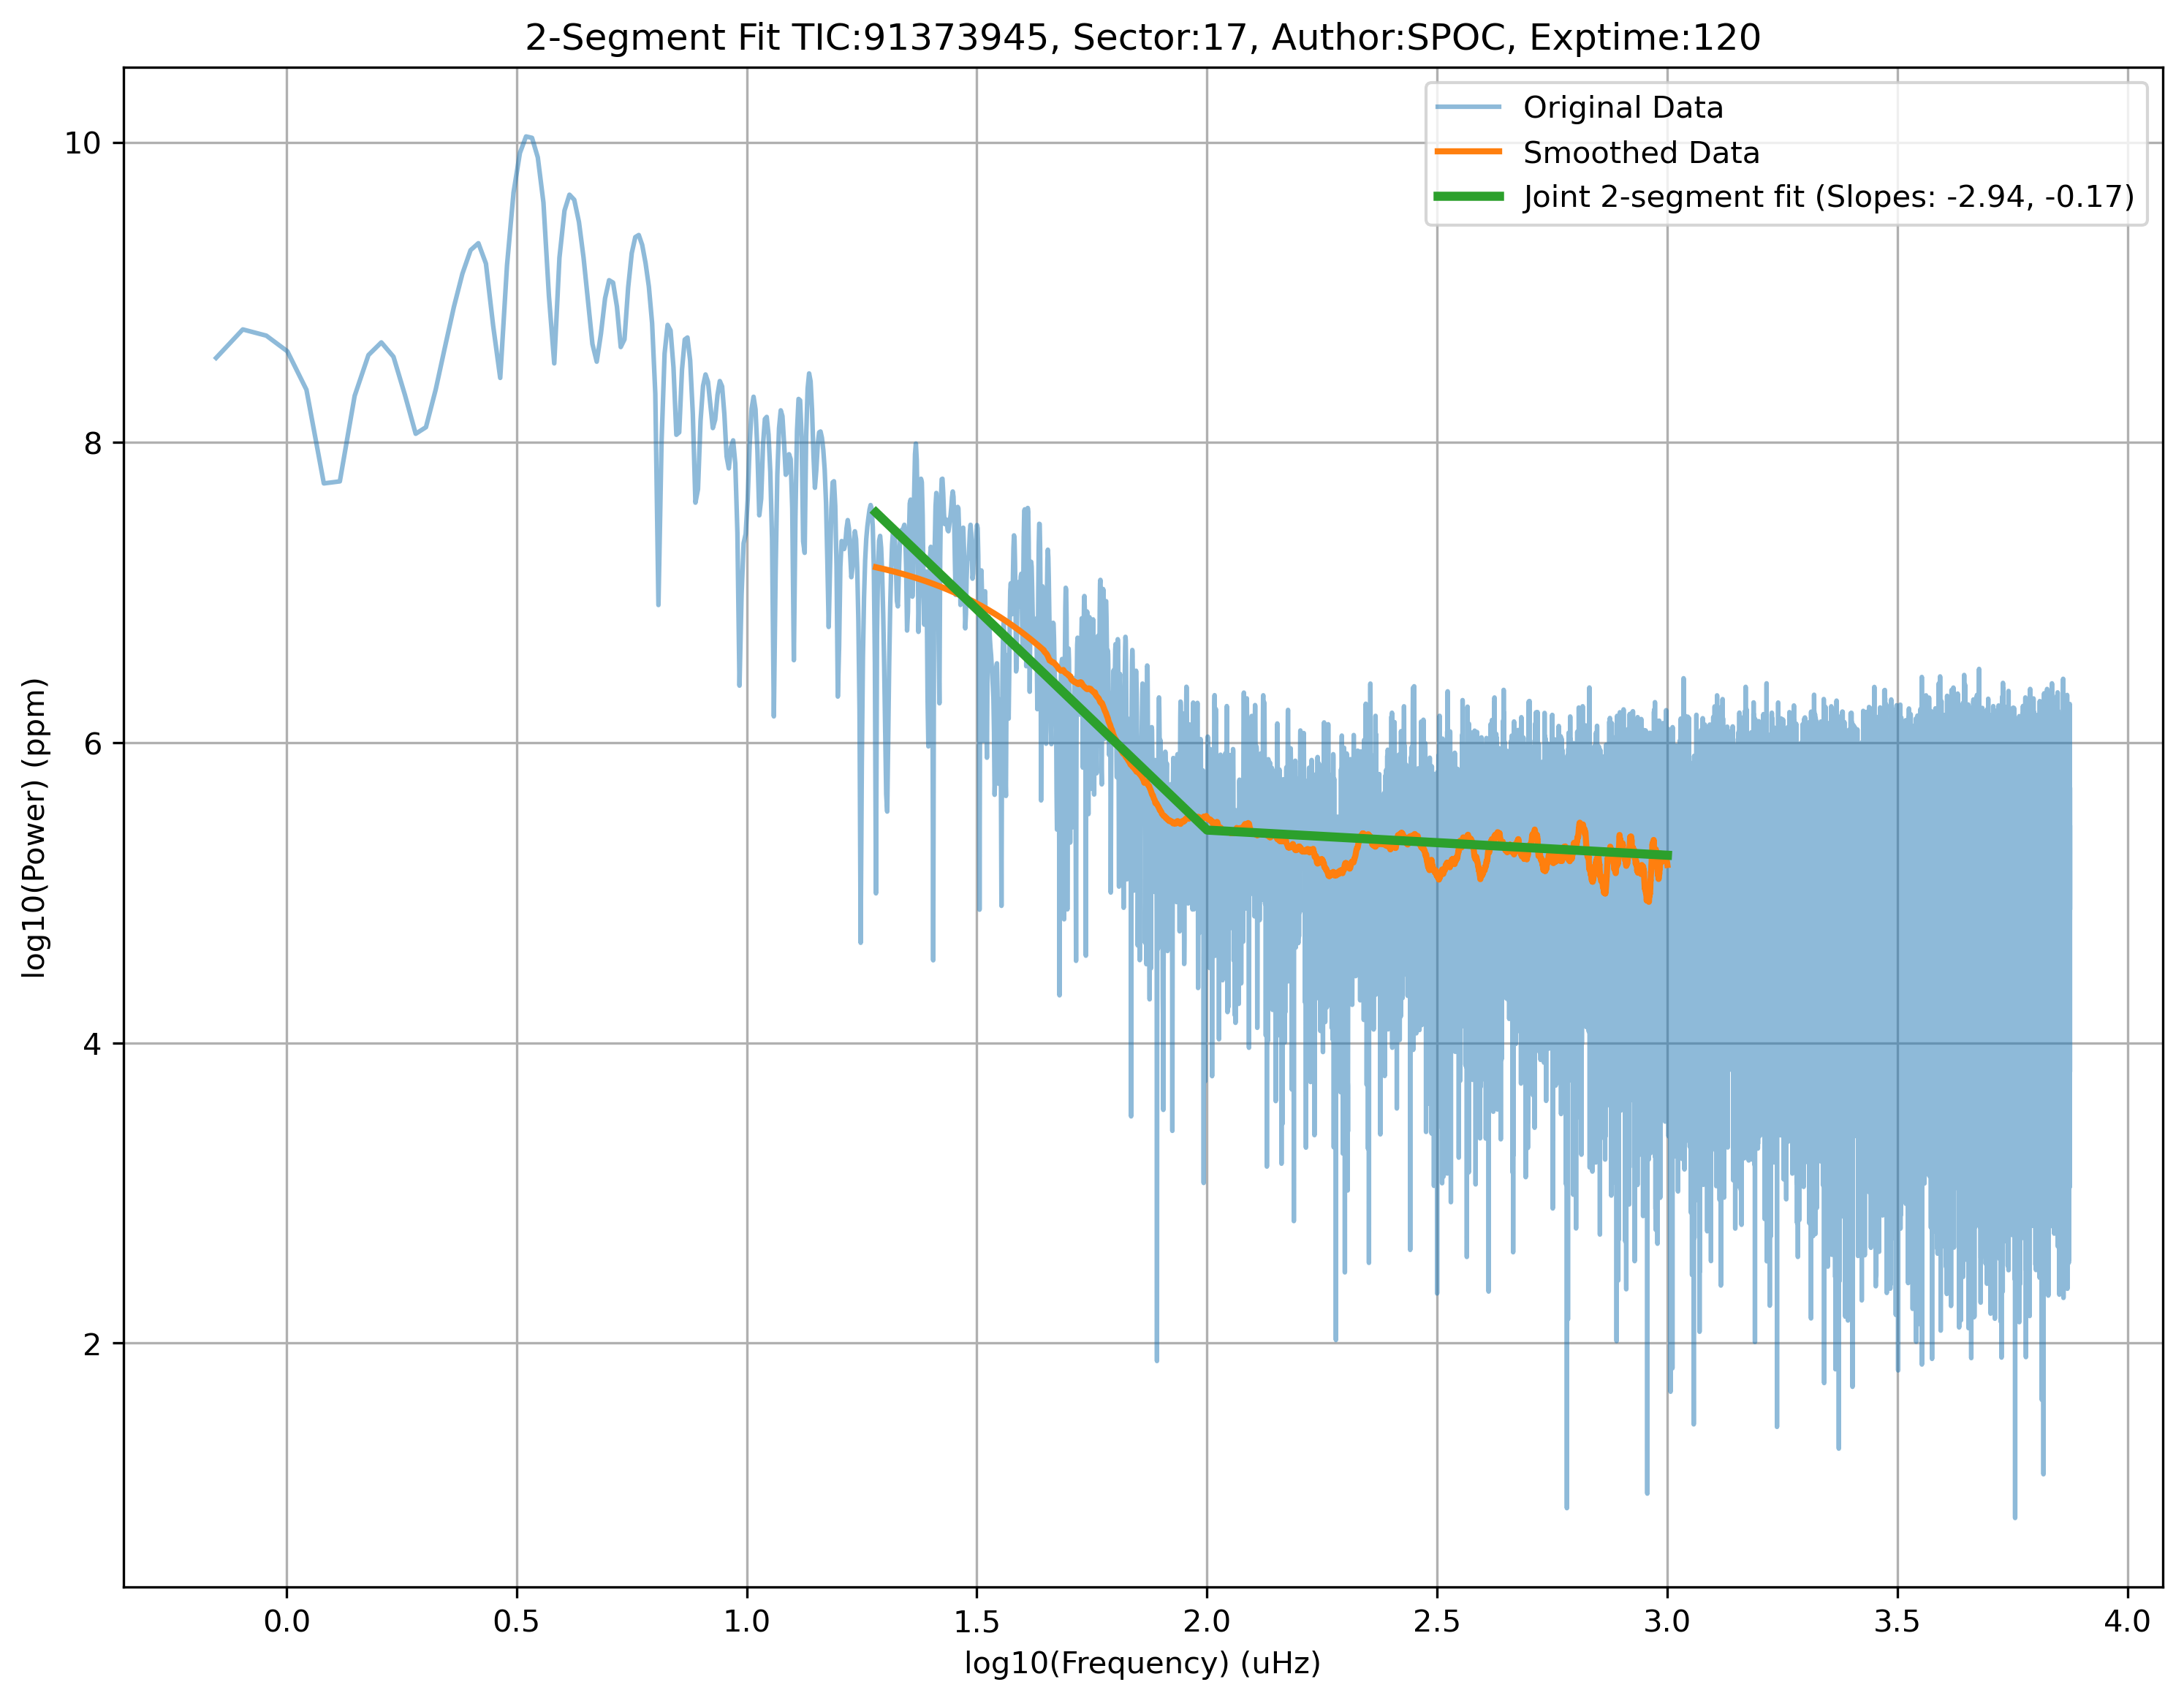 2-Segment Fit TIC:91373945, Sector:17, Author:SPOC, Exptime:120
Original Data
Smoothed Data
Joint 2-segment fit (Slopes: -2.94, -0.17)
log10(Power) (ppm)
10
8
6
4
2
0.0 0.5 1.0 1.5 2.0 2.5 3.0 3.5 4.0
log10(Frequency) (uHz)